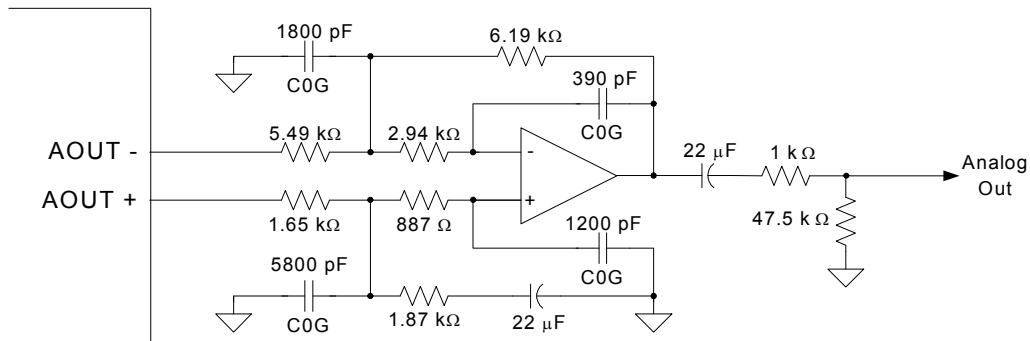 1800 pF
C0G
6.19 kΩ
390 pF
C0G
AOUT -
5.49 kΩ
2.94 kΩ
-
22 µF
1 kΩ
Analog
Out
AOUT +
1.65 kΩ
887 Ω
+
47.5 k Ω
1200 pF
C0G
5800 pF
C0G
1.87 kΩ
22 µF